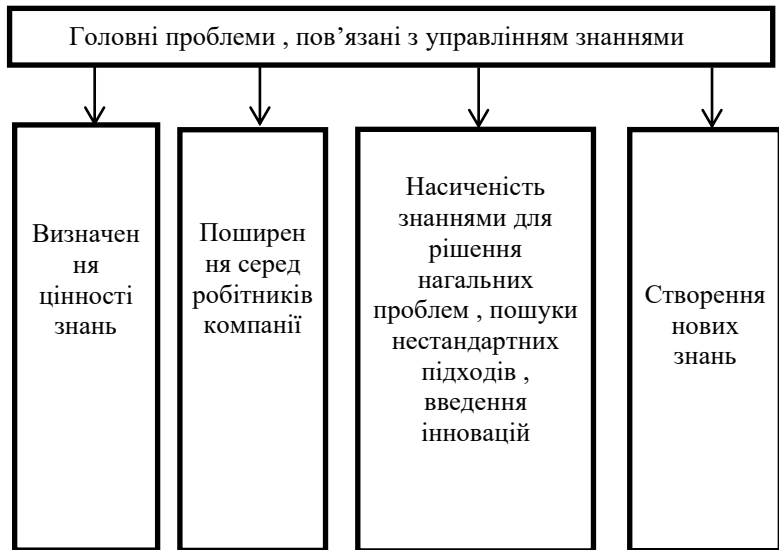 Головні проблеми , пов’язані з управлінням знаннями
Визначен
ня
цінності
знань
Поширен
ня серед
робітників
компанії
Насиченість
знаннями для
рішення
нагальних
проблем , пошуки
нестандартних
підходів ,
введення
інновацій
Створення
нових
знань